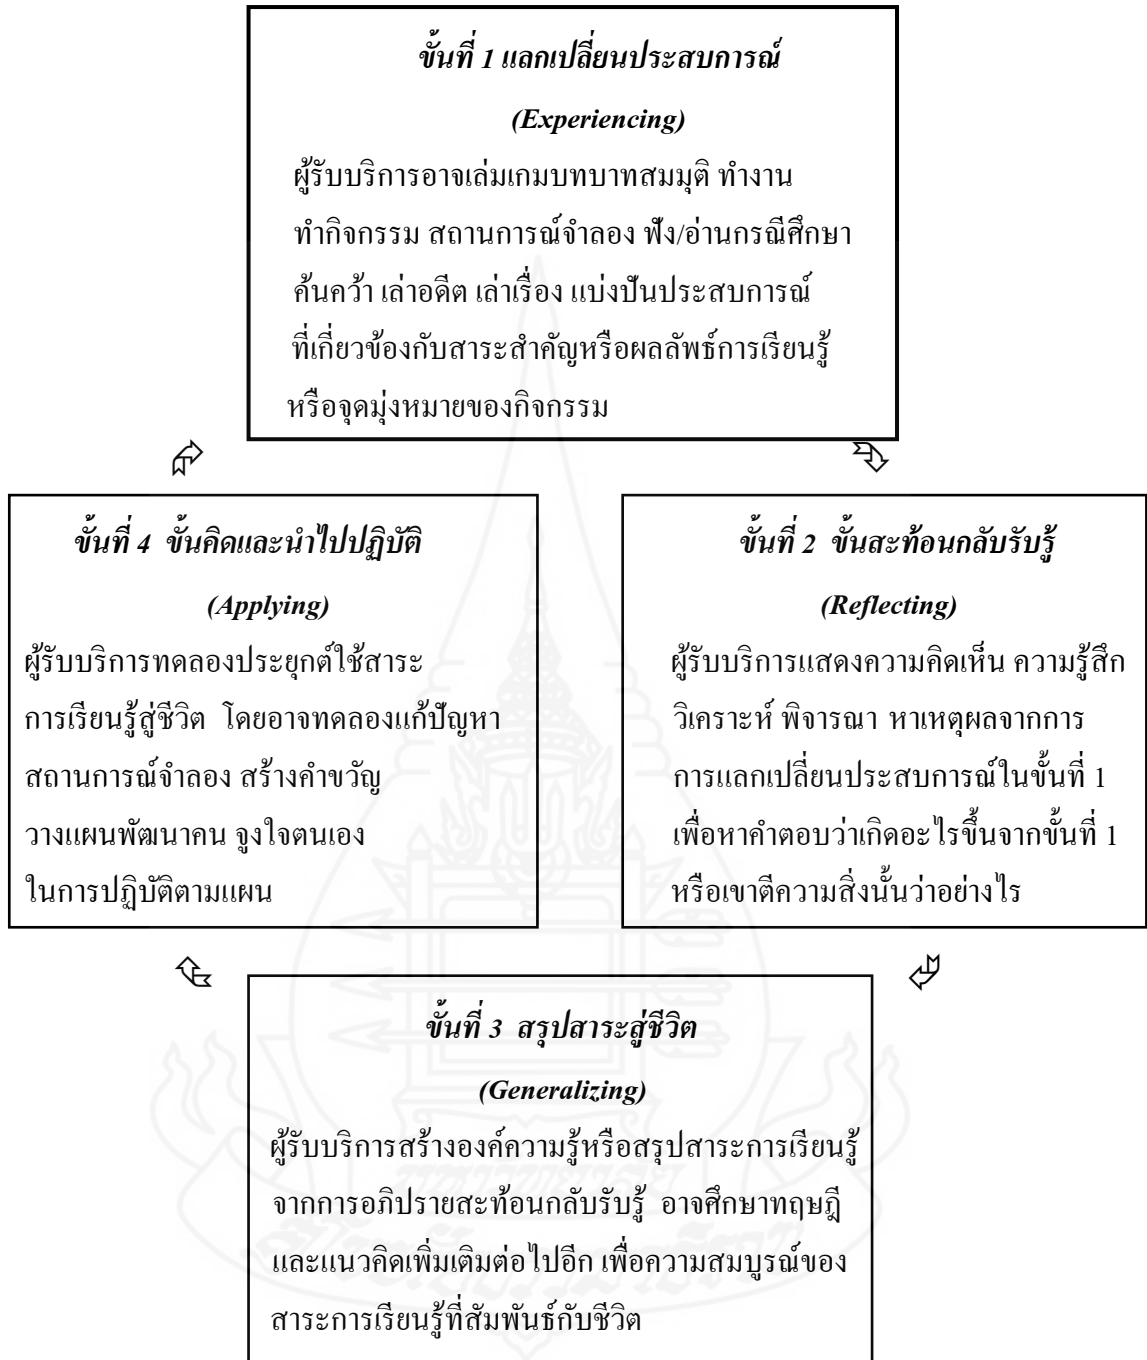 ขั้นที่ 1 แลกเปลี่ยนประสบการณ์
(Experiencing)
ผู้รับบริการอาจเล่มเกมบทบาทสมมุติ ทำงาน
ทำกิจกรรม สถานการณ์จำลอง ฟัง/อ่านกรณีศึกษา
ค้นคว้า เล่าอดีต เล่าเรื่อง แบ่งปันประสบการณ์
ที่เกี่ยวข้องกับสาระสำคัญหรือผลลัพธ์การเรียนรู้
หรือจุดมุ่งหมายของกิจกรรม
ขั้นที่ 2 ขั้นสะท้อนกลับรับรู้
(Reflecting)
ผู้รับบริการแสดงความคิดเห็น ความรู้สึก
วิเคราะห์ พิจารณา หาเหตุผลจากการ
การแลกเปลี่ยนประสบการณ์ในขั้นที่ 1
เพื่อหาคำตอบว่าเกิดอะไรขึ้นจากขั้นที่ 1
หรือเขาตีความสิ่งนั้นว่าอย่างไร
ขั้นที่ 3 สรุปสาระสู่ชีวิต
(Generalizing)
ผู้รับบริการสร้างองค์ความรู้หรือสรุปสาระการเรียนรู้
จากการอภิปรายสะท้อนกลับรับรู้ อาจศึกษาทฤษฎี
และแนวคิดเพิ่มเติมต่อไปอีก เพื่อความสมบูรณ์ของ
สาระการเรียนรู้ที่สัมพันธ์กับชีวิต
ขั้นที่ 4 ขั้นคิดและนำไปปฏิบัติ
(Applying)
ผู้รับบริการทดลองประยุกต์ใช้สาระ
การเรียนรู้สู่ชีวิต โดยอาจทดลองแก้ปัญหา
สถานการณ์จำลอง สร้างคำขวัญ
วางแผนพัฒนาคน จูงใจตนเอง
ในการปฏิบัติตามแผน